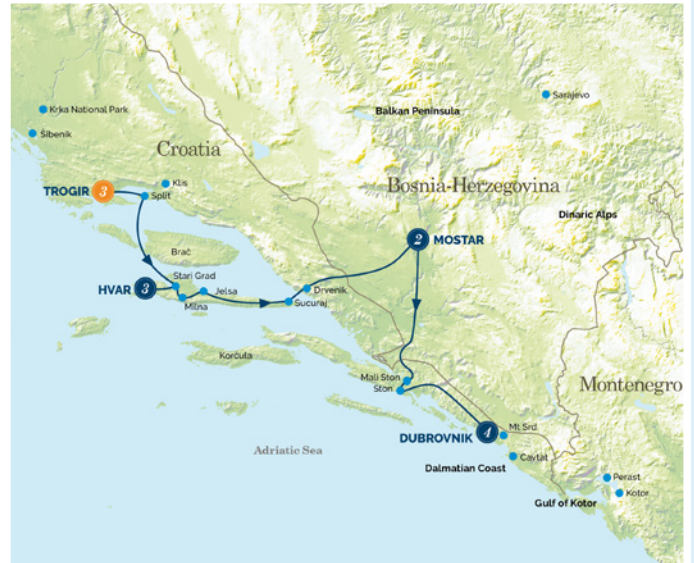 Sarajevo
Krka National Park
Balkan Peninsula
Šibenik
Croatia
Klis
TROGIR 3
Split
Bosnia-Herzegovina
Dinaric Alps
2 MOSTAR
Brač
Stari Grad
HVAR 3
Jelsa
Drvenik
Milna
Sucuraj
Korčula
Mali Ston
Ston
Montenegro
Mt Srd
DUBROVNIK 4
Adriatic Sea
Cavtat
Dalmatian Coast
Perast
Kotor
Gulf of Kotor